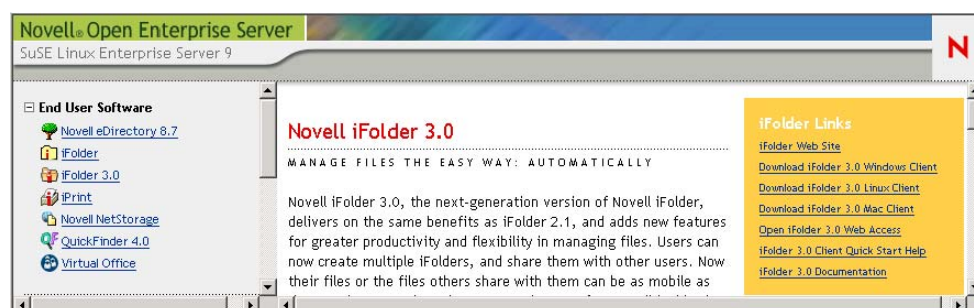 Novell® Open Enterprise Server
SuSE Linux Enterprise Server 9
N
End User Software
Novell eDirectory 8.7
iFolder
iFolder 3.0
iPrint
Novell NetStorage
QuickFinder 4.0
Virtual Office
Novell iFolder 3.0
MANAGE FILES THE EASY WAY: AUTOMATICALLY
Novell iFolder 3.0, the next-generation version of Novell iFolder,
delivers on the same benefits as iFolder 2.1, and adds new features
for greater productivity and flexibility in managing files. Users can
now create multiple iFolders, and share them with other users. Now
their files or the files others share with them can be as mobile as
iFolder Links
iFolder Web Site
Download iFolder 3.0 Windows Client
Download iFolder 3.0 Linux Client
Download iFolder 3.0 Mac Client
Open iFolder 3.0 Web Access
iFolder 3.0 Client Quick Start Help
iFolder 3.0 Documentation